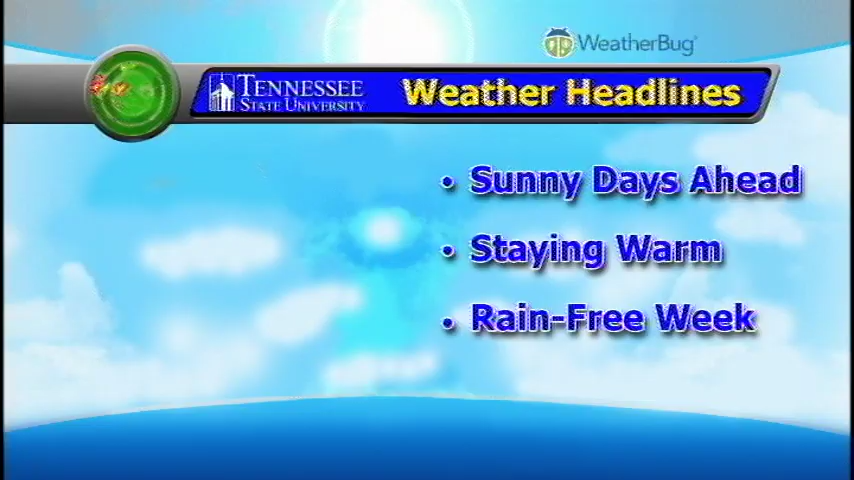 WeatherBug
TENNESSEE
STATE UNIVERSITY
Weather Headlines
• Sunny Days Ahead
• Staying Warm
• Rain-Free Week